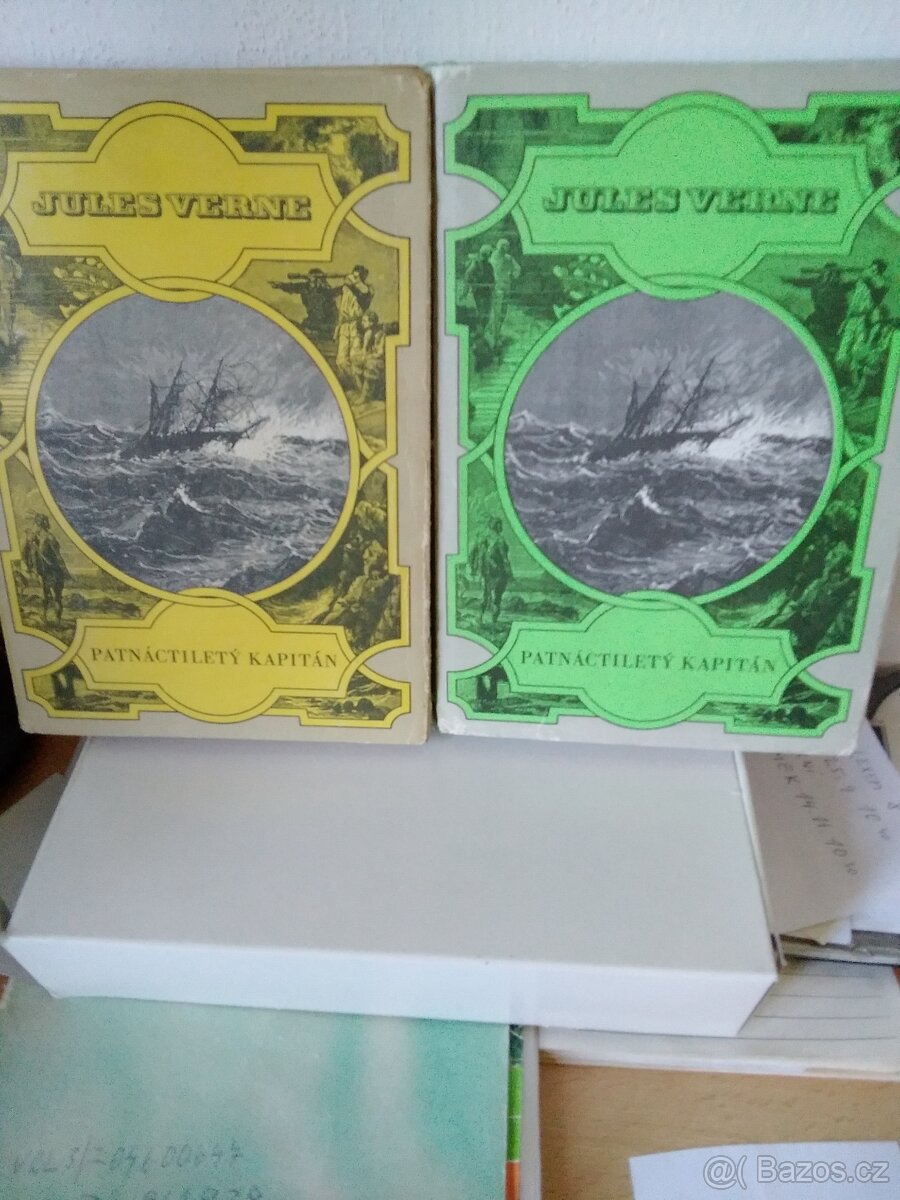 JULES VERNE
PATNÁCTILETÝ KAPITÁN
JULES VERNE
PATNÁCTILETÝ KAPITÁN
@( Bazos.cz